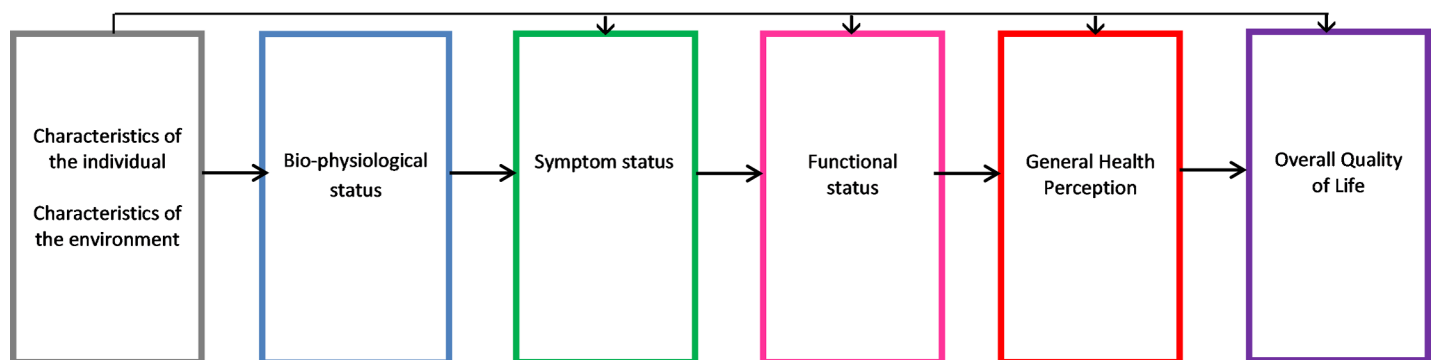 Characteristics of
the individual
Characteristics of
the environment
Bio-physiological
status
Symptom status
Functional
status
General Health
Perception
Overall Quality
of Life